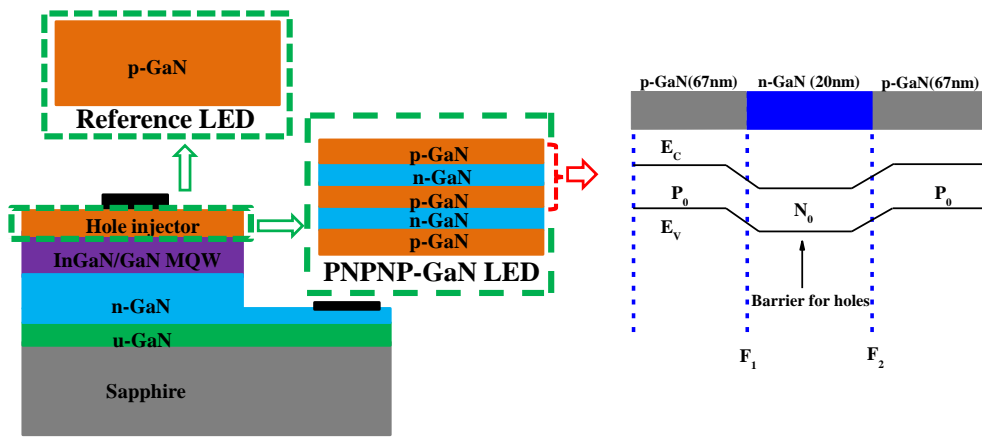 p-GaN
Reference LED
Hole injector
InGaN/GaN MQW
n-GaN
u-GaN
Sapphire
p-GaN
n-GaN
p-GaN
n-GaN
p-GaN
PNPNP-GaN LED
p-GaN(67nm) n-GaN (20nm) p-GaN(67nm)
E_C
P_0 N_0 P_0
E_V
Barrier for holes
F_1 F_2